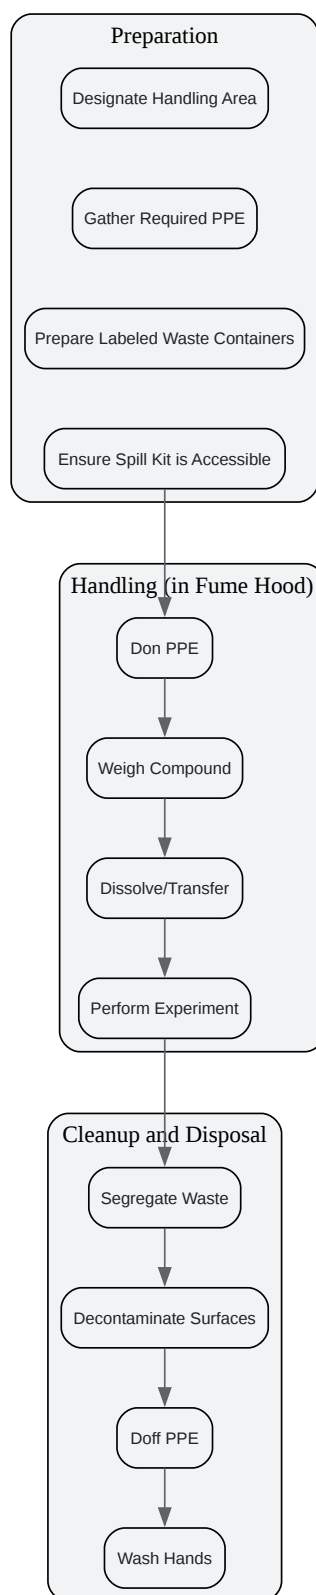 Preparation
Designate Handling Area
Gather Required PPE
Prepare Labeled Waste Containers
Ensure Spill Kit is Accessible
Handling (in Fume Hood)
Don PPE
Weigh Compound
Dissolve/Transfer
Perform Experiment
Cleanup and Disposal
Segregate Waste
Decontaminate Surfaces
Doff PPE
Wash Hands